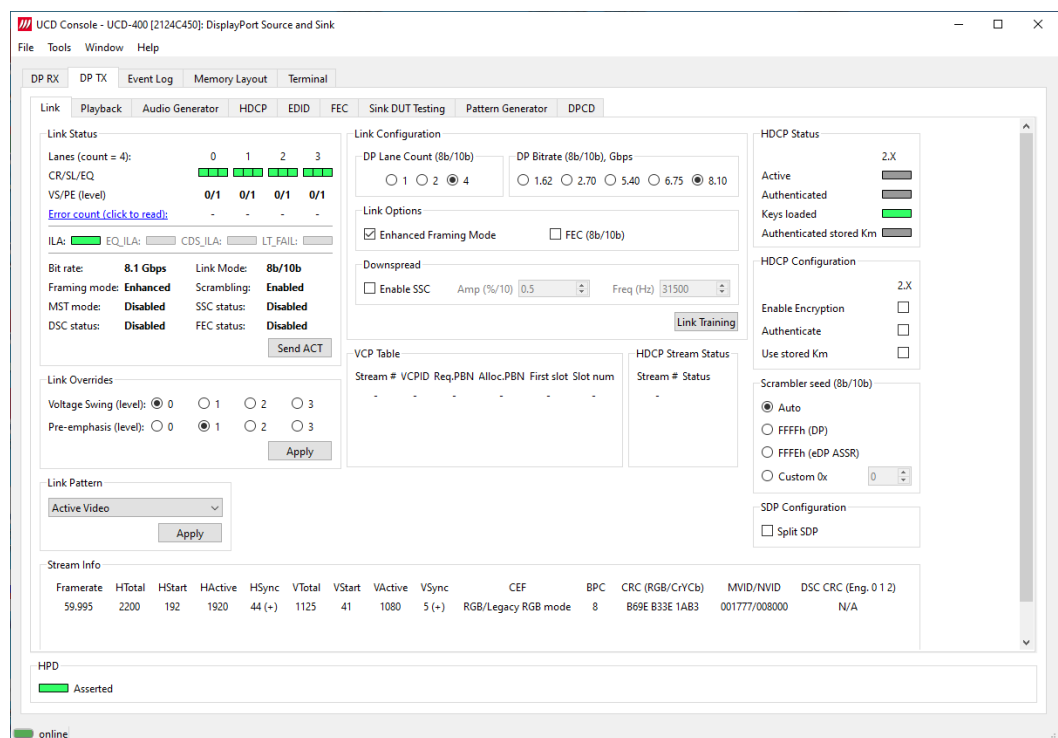 UCD Console - UCD-400 [2124C450]: DisplayPort Source and Sink
File Tools Window Help
DP RX DP TX Event Log Memory Layout Terminal
Link Playback Audio Generator HDCP EDID FEC Sink DUT Testing Pattern Generator DPCD
Link Status
Lanes (count = 4): 0 1 2 3
CR/SL/EQ
VS/PE (level) 0/1 0/1 0/1 0/1
Error count (click to read): - - - -
ILA: EQ_ILA: CDS_ILA: LT_FAIL:
Bit rate: 8.1 Gbps Link Mode: 8b/10b
Framing mode: Enhanced Scrambling: Enabled
MST mode: Disabled SSC status: Disabled
DSC status: Disabled FEC status: Disabled
Send ACT
Link Overrides
Voltage Swing (level): 0 1 2 3
Pre-emphasis (level): 0 1 2 3
Apply
Link Pattern
Active Video
Apply
Link Configuration
DP Lane Count (8b/10b)
1 2 4
DP Bitrate (8b/10b), Gbps
1.62 2.70 5.40 6.75 8.10
Link Options
Enhanced Framing Mode FEC (8b/10b)
Downspread
Enable SSC Amp (%/10) 0.5 Freq (Hz) 31500
Link Training
VCP Table
Stream # VCPID Req.PBN Alloc.PBN First slot Slot num
- - - - - -
HDCP Stream Status
Stream # Status
-
HDCP Status
2.X
Active
Authenticated
Keys loaded
Authenticated stored Km
HDCP Configuration
2.X
Enable Encryption
Authenticate
Use stored Km
Scrambler seed (8b/10b)
Auto
FFFFh (DP)
FFFEh (eDP ASSR)
Custom 0x 0
SDP Configuration
Split SDP
Stream Info
Framerate HTotal HStart HActive HSync VTotal VStart VActive VSync CEF BPC CRC (RGB/CrYCb) MVID/NVID DSC CRC (Eng. 0 1 2)
59.995 2200 192 1920 44 (+) 1125 41 1080 5 (+) RGB/Legacy RGB mode 8 B69E B33E 1AB3 001777/008000 N/A
HPD
Asserted
online